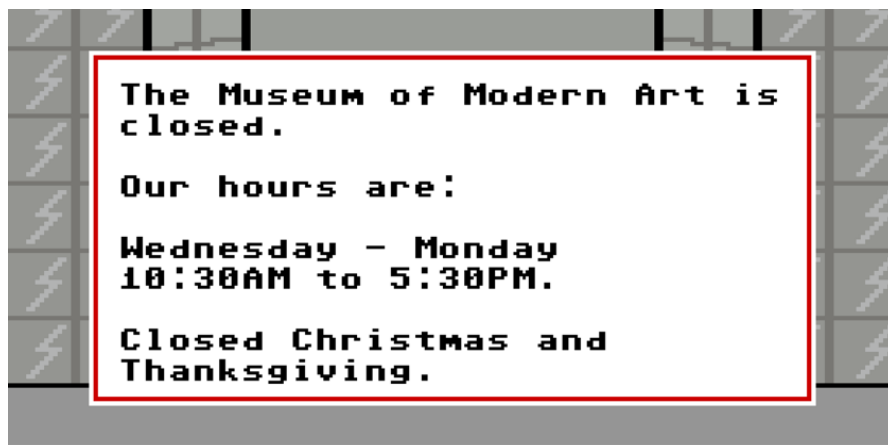 The Museum of Modern Art is
closed.
Our hours are:
Wednesday - Monday
10:30AM to 5:30PM.
Closed Christmas and
Thanksgiving.